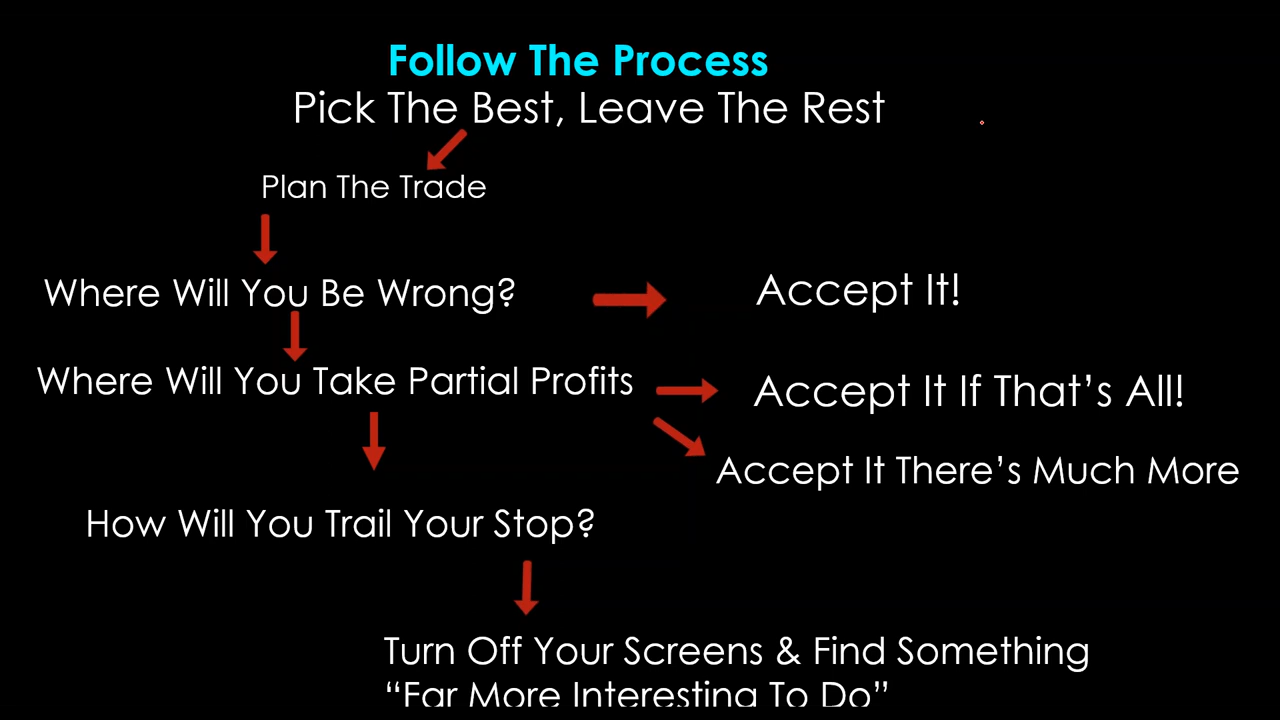 Follow The Process
Pick The Best, Leave The Rest
Plan The Trade
Where Will You Be Wrong?
Accept It!
Where Will You Take Partial Profits
Accept It If That’s All!
Accept It There’s Much More
How Will You Trail Your Stop?
Turn Off Your Screens & Find Something
“Far More Interesting To Do”